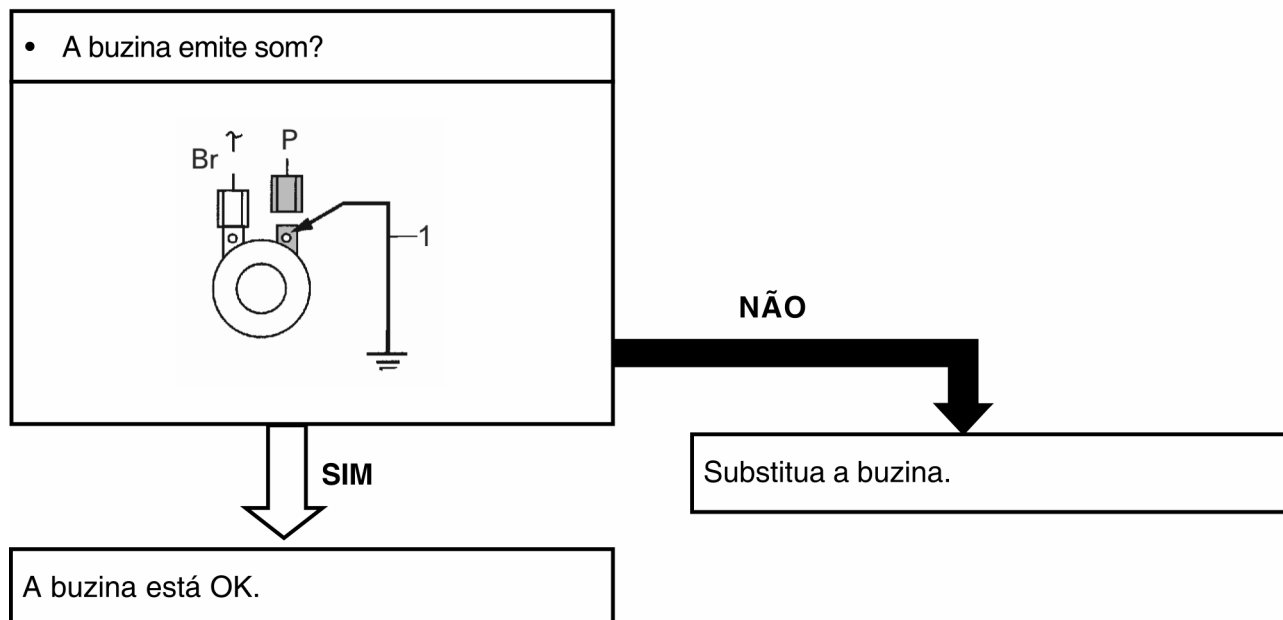 • A buzina emite som?
Br P
1
NÃO
SIM
Substitua a buzina.
A buzina está OK.